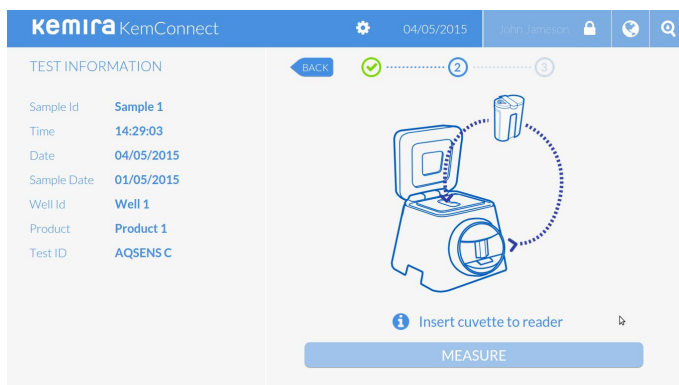 kemira KemConnect
04/05/2015
John Jameson
TEST INFORMATION
Sample Id Sample 1
Time 14:29:03
Date 04/05/2015
Sample Date 01/05/2015
Well Id Well 1
Product Product 1
Test ID AQSENS C
BACK
2
3
Insert cuvette to reader
MEASURE